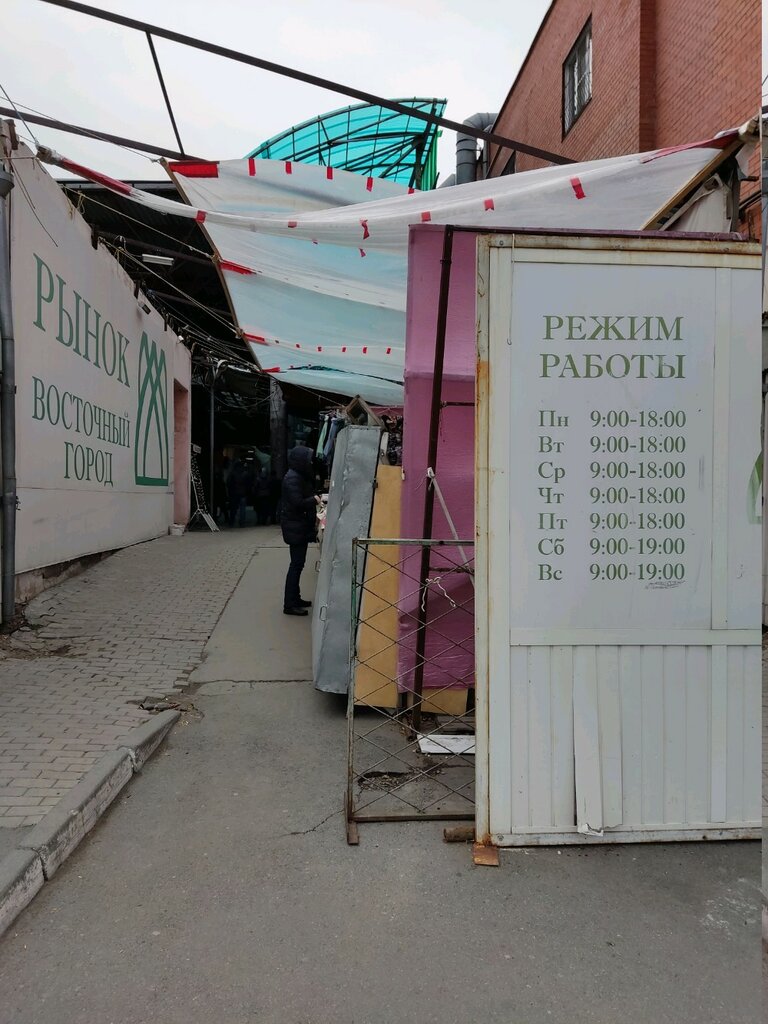 РЫНОК
ВОСТОЧНЫЙ
ГОРОД
РЕЖИМ
РАБОТЫ
Пн 9:00-18:00
Вт 9:00-18:00
Ср 9:00-18:00
Чт 9:00-18:00
Пт 9:00-18:00
Сб 9:00-19:00
Вс 9:00-19:00